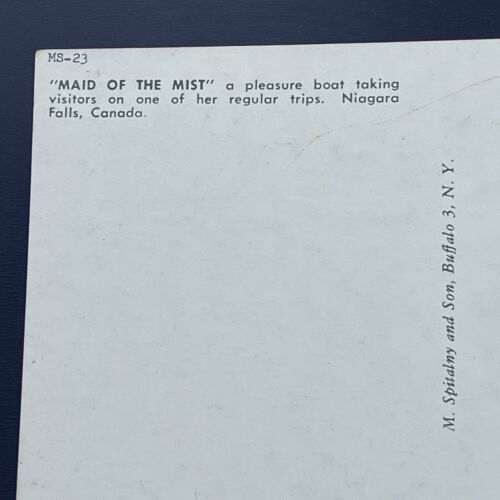 MS-23
"MAID OF THE MIST" a pleasure boat taking
visitors on one of her regular trips. Niagara
Falls, Canada.
M. Spitalny and Son, Buffalo 3, N. Y.